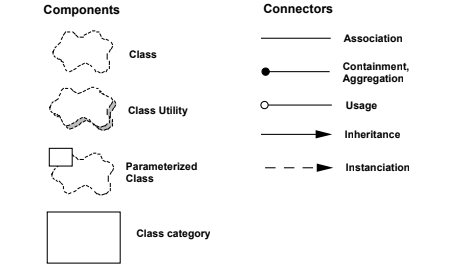 Components
Class
Class Utility
Parameterized
Class
Class category
Connectors
Association
Containment,
Aggregation
Usage
Inheritance
Instanciation